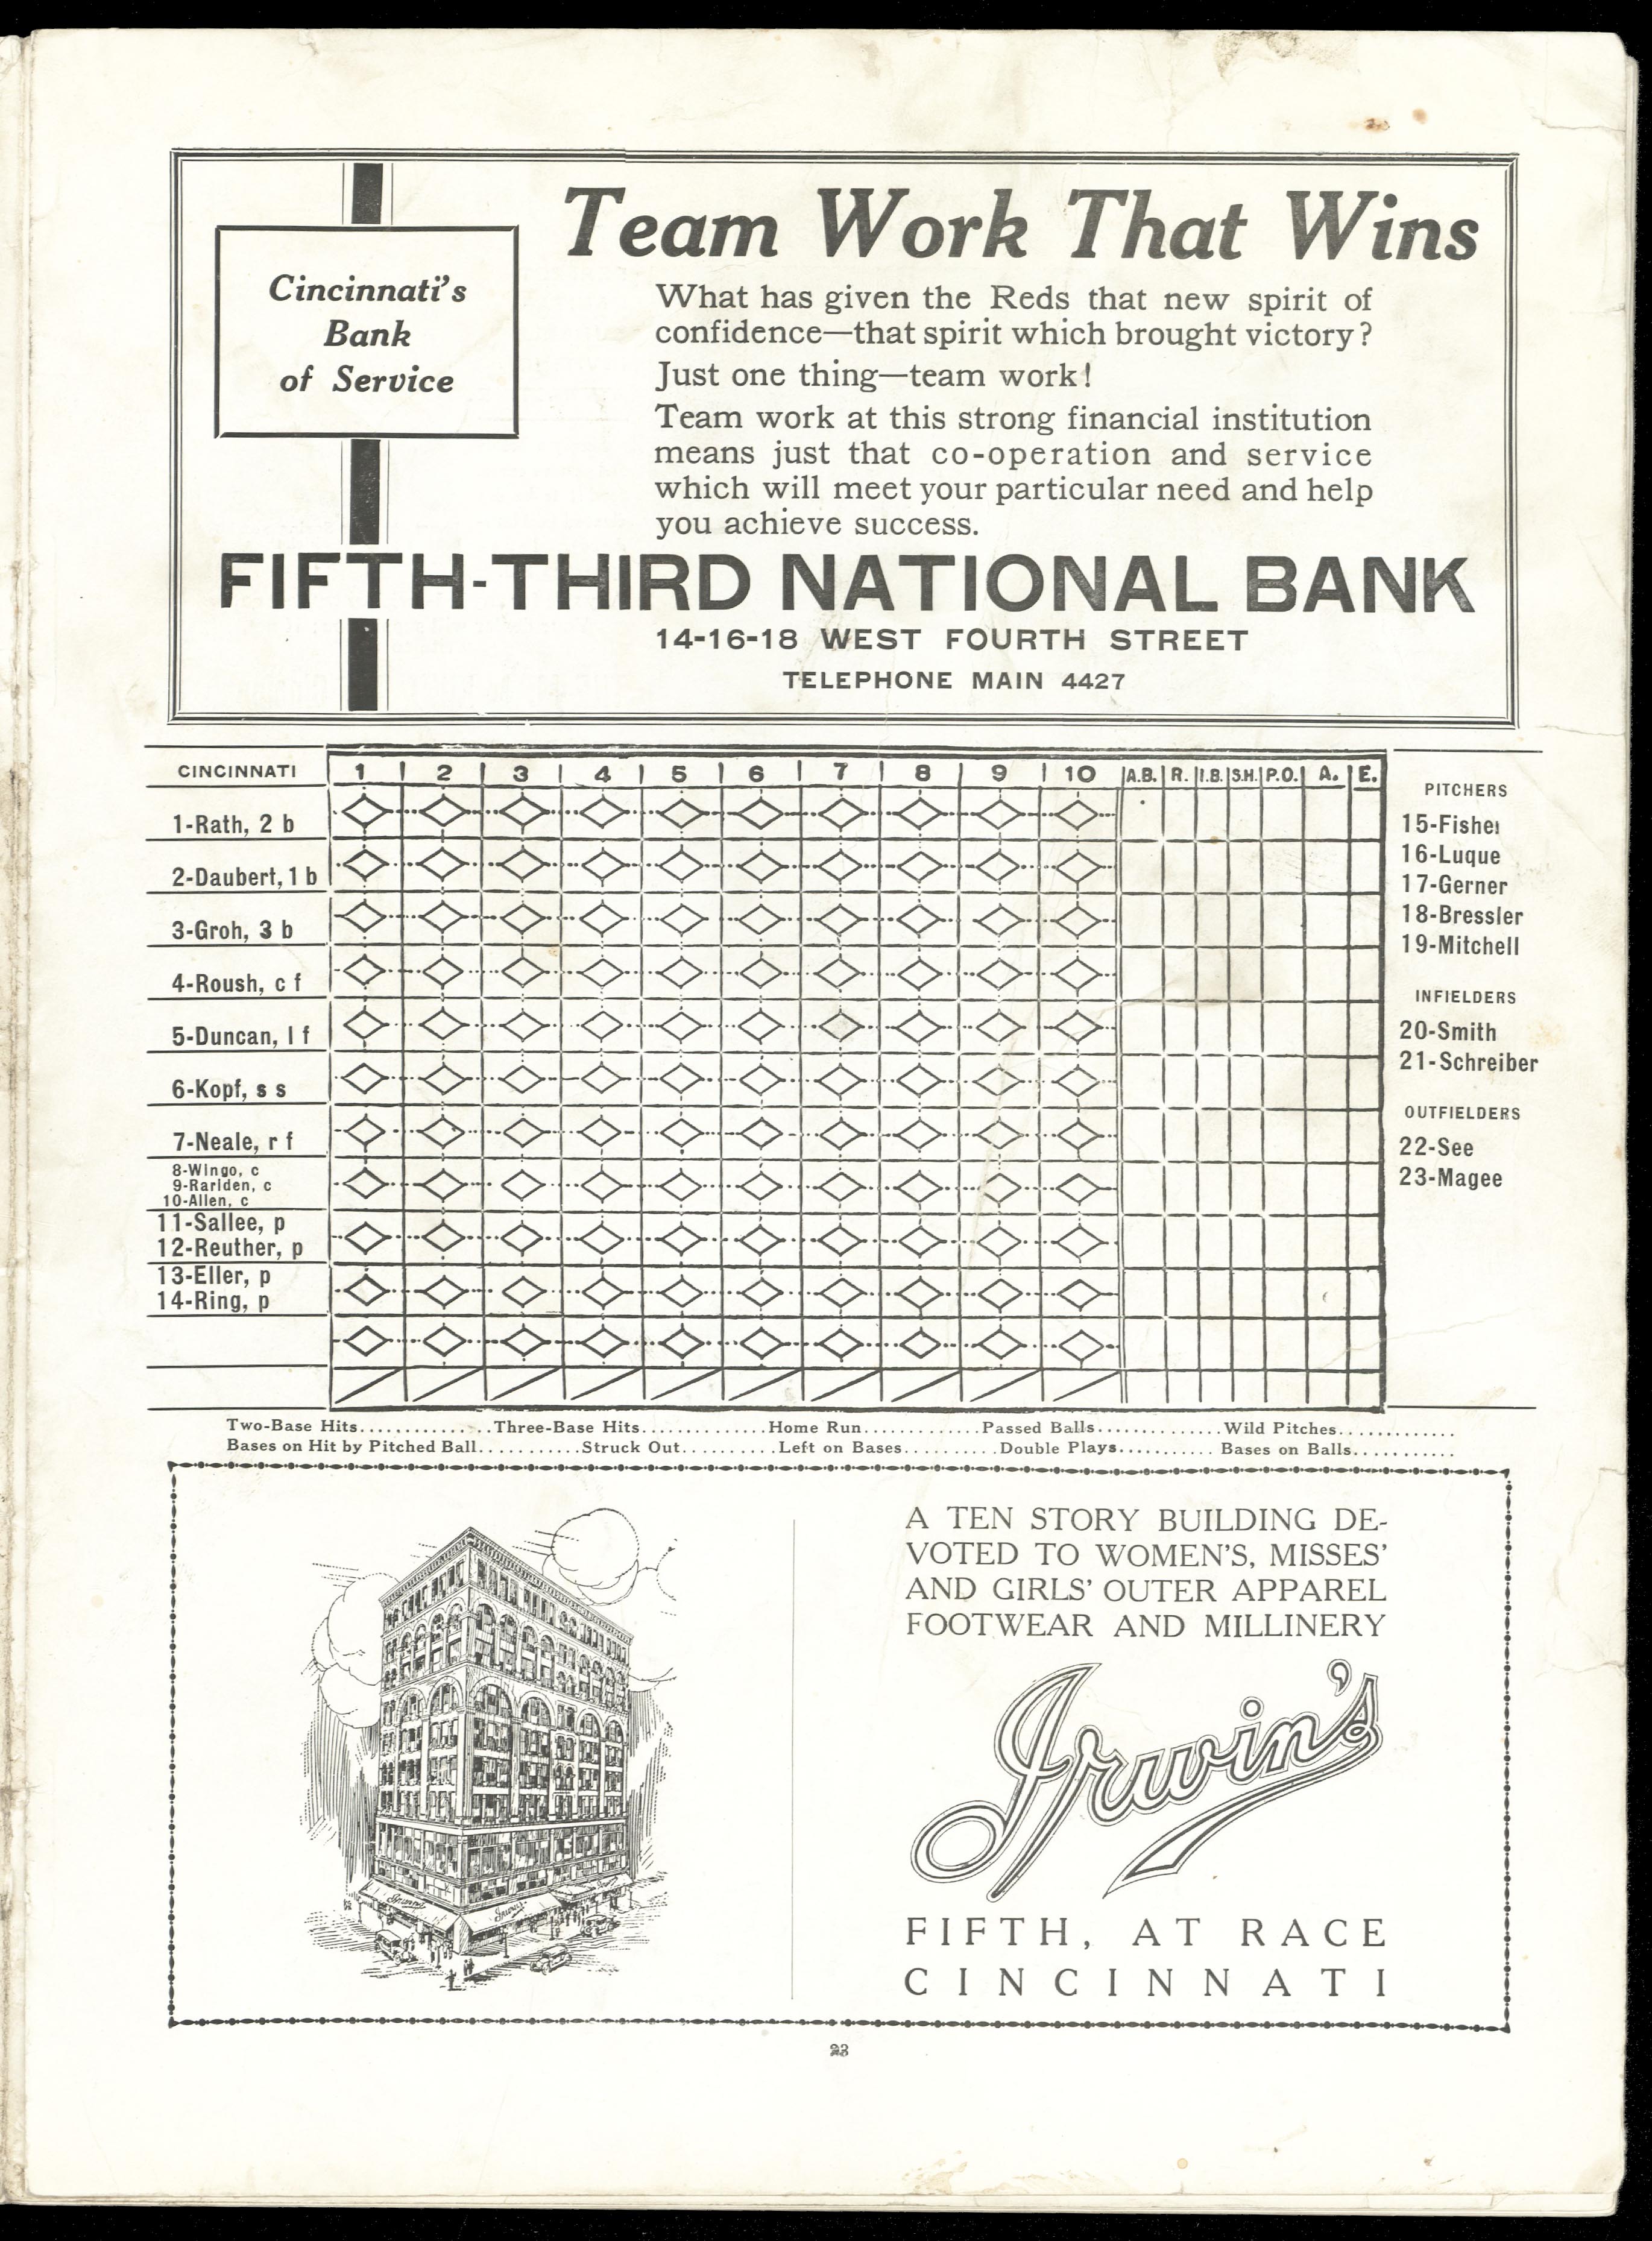 Cincinnati's
Bank
of Service
Team Work That Wins
What has given the Reds that new spirit of
confidence—that spirit which brought victory?
Just one thing—team work!
Team work at this strong financial institution
means just that co-operation and service
which will meet your particular need and help
you achieve success.
FIFTH-THIRD NATIONAL BANK
14-16-18 WEST FOURTH STREET
TELEPHONE MAIN 4427
CINCINNATI 1 2 3 4 5 6 7 8 9 10 A.B. R. I.B. S.H. P.O. A. E.
1-Rath, 2 b
2-Daubert, 1 b
3-Groh, 3 b
4-Roush, c f
5-Duncan, l f
6-Kopf, s s
7-Neale, r f
8-Wingo, c
9-Rariden, c
10-Allen, c
11-Sallee, p
12-Reuther, p
13-Eller, p
14-Ring, p
PITCHERS
15-Fisher
16-Luque
17-Gerner
18-Bressler
19-Mitchell
INFIELDERS
20-Smith
21-Schreiber
OUTFIELDERS
22-See
23-Magee
Two-Base Hits..............Three-Base Hits.............Home Run............Passed Balls.............Wild Pitches............
Bases on Hit by Pitched Ball..........Struck Out..........Left on Bases..........Double Plays..........Bases on Balls...........
A TEN STORY BUILDING DE-
VOTED TO WOMEN'S, MISSES'
AND GIRLS' OUTER APPAREL
FOOTWEAR AND MILLINERY
Irwin's
FIFTH, AT RACE
CINCINNATI
Irwin's
Irwin's
23